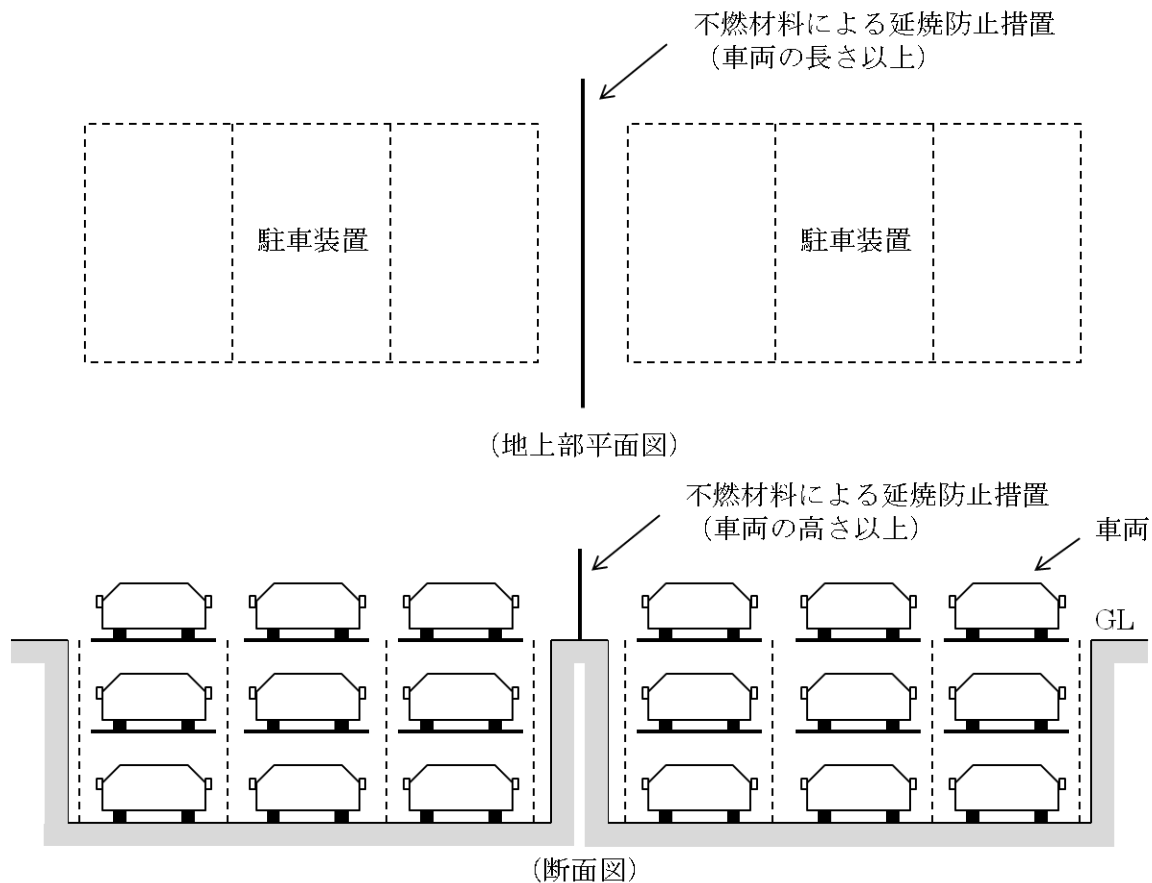 不燃材料による延焼防止措置
（車両の長さ以上）
駐車装置
駐車装置
（地上部平面図）
不燃材料による延焼防止措置
（車両の高さ以上）
車両
GL
（断面図）